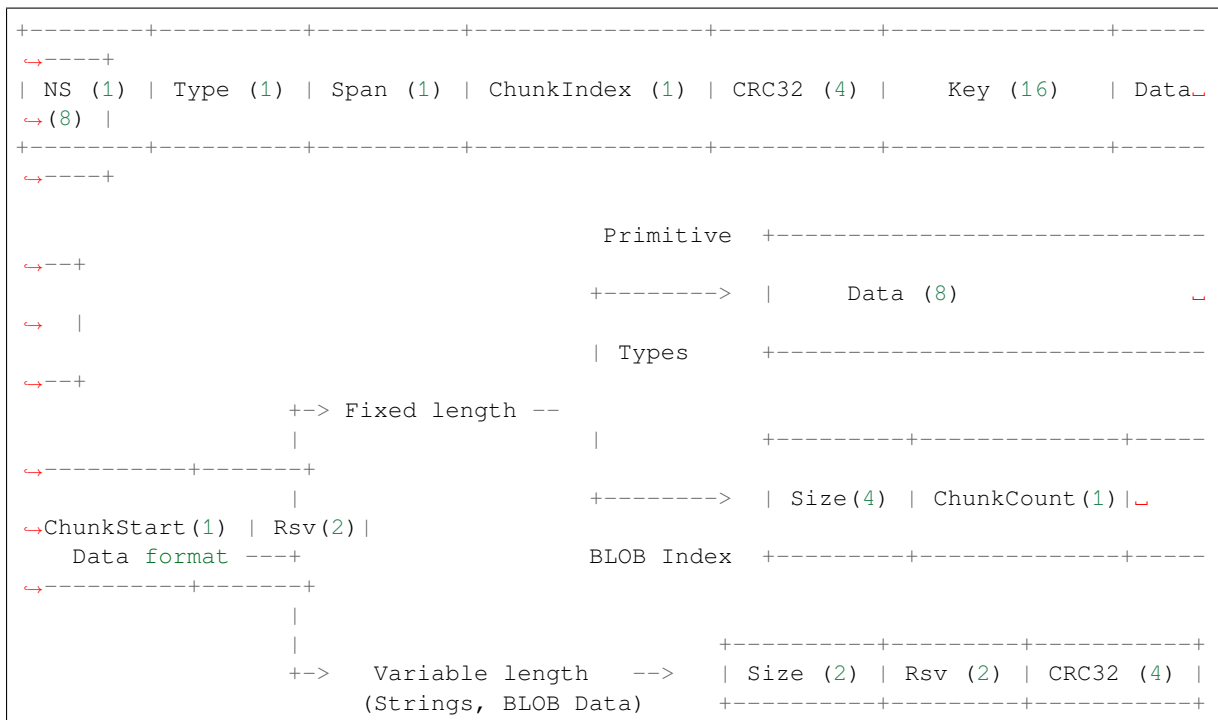 +--------+----------+----------+---------------+-----------+--------------+------
↪----+
| NS (1) | Type (1) | Span (1) | ChunkIndex (1) | CRC32 (4) |    Key (16)   | Data␣
↪(8) |
+--------+----------+----------+---------------+-----------+--------------+------
↪----+
Primitive  +------------------------------
↪--+
+-------->  |     Data (8)                ␣
↪  |
| Types     +------------------------------
↪--+
+-> Fixed length --
|                    |           +---------+--------------+-----
↪----------+-------+
|                    +-------->  | Size(4) | ChunkCount(1)|␣
↪ChunkStart(1) | Rsv(2)|
Data format ---+                    BLOB Index  +---------+--------------+-----
↪----------+-------+
|
|                             +----------+---------+-----------+
+->   Variable length   -->   | Size (2) | Rsv (2) | CRC32 (4) |
(Strings, BLOB Data)     +----------+---------+-----------+